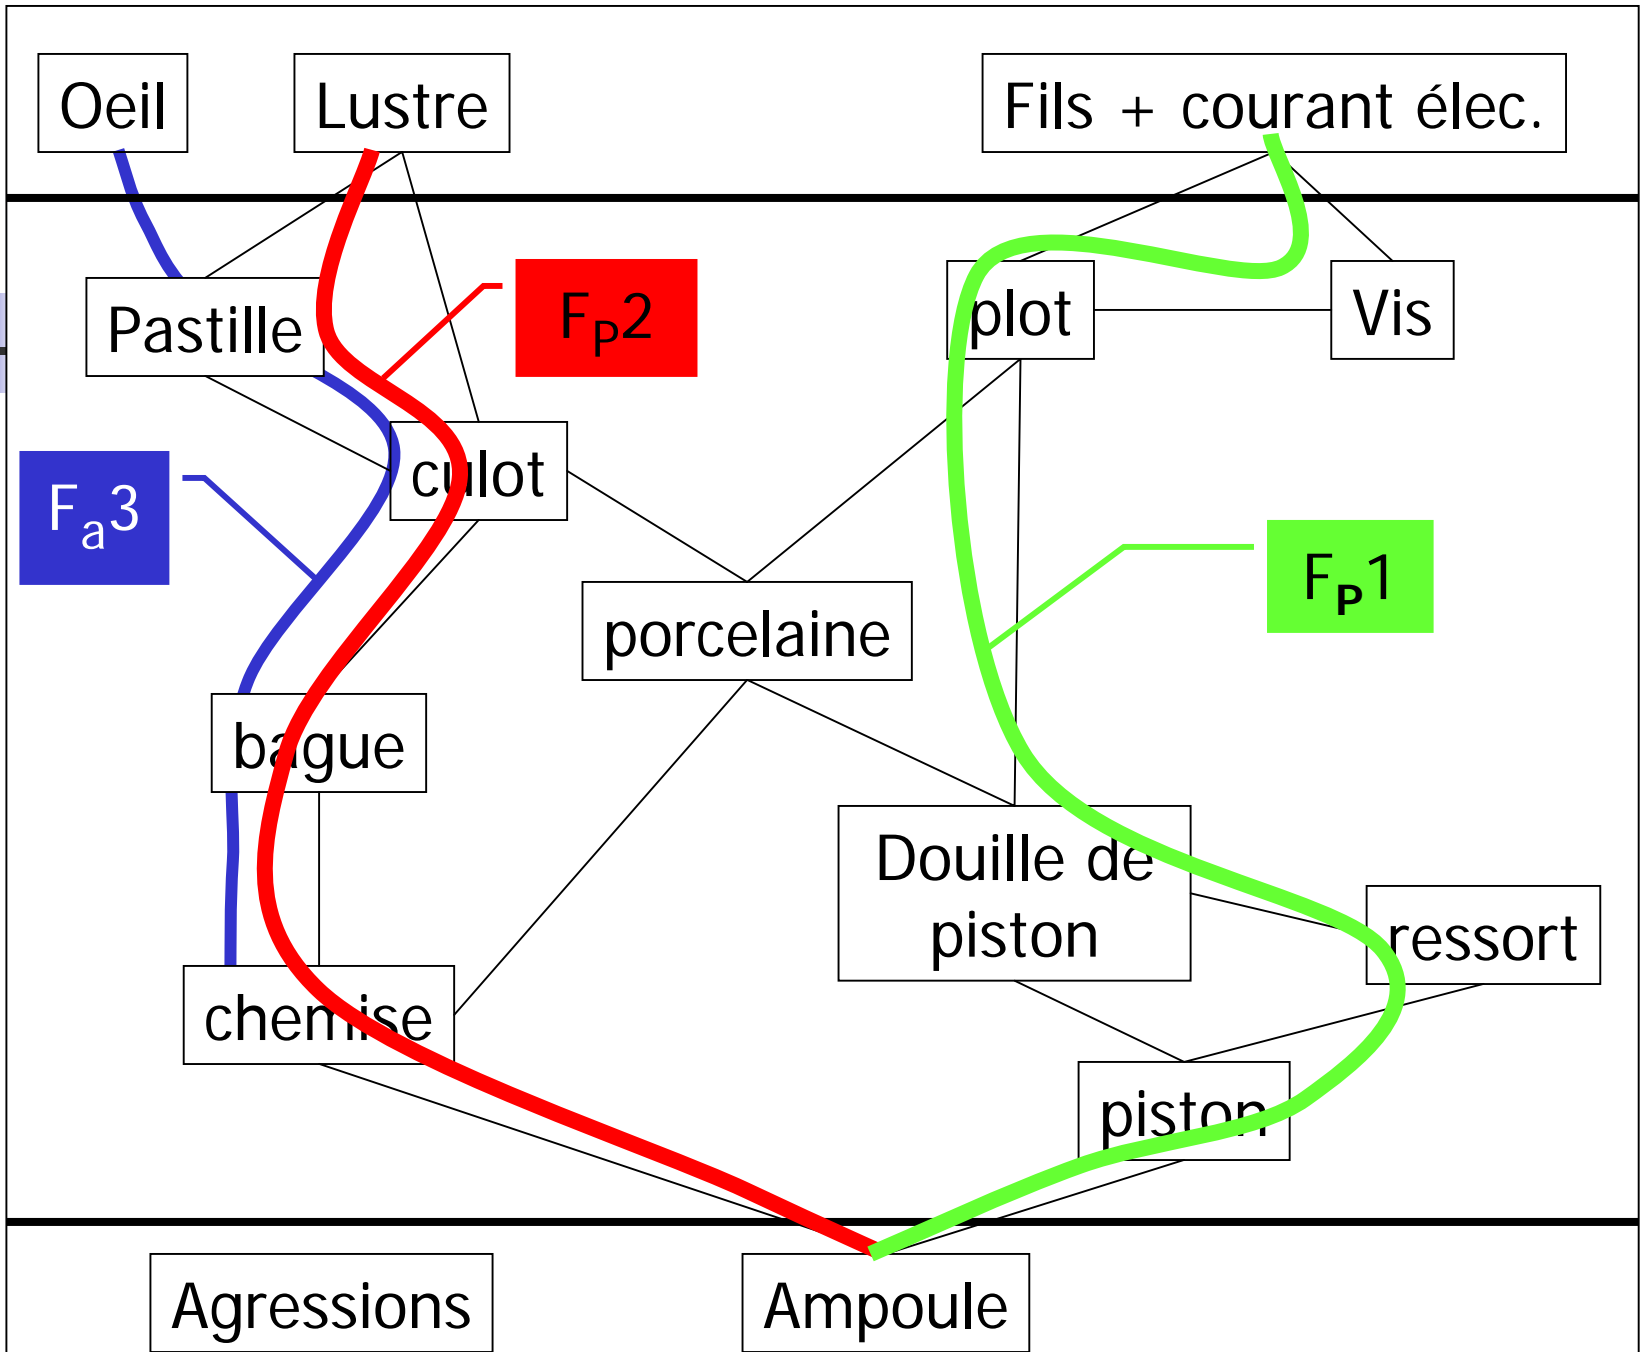 Oeil
Lustre
Fils + courant élec.
Pastille
FP2
plot
Vis
culot
Fa3
FP1
porcelaine
bague
Douille de
piston
ressort
chemise
piston
Agressions
Ampoule